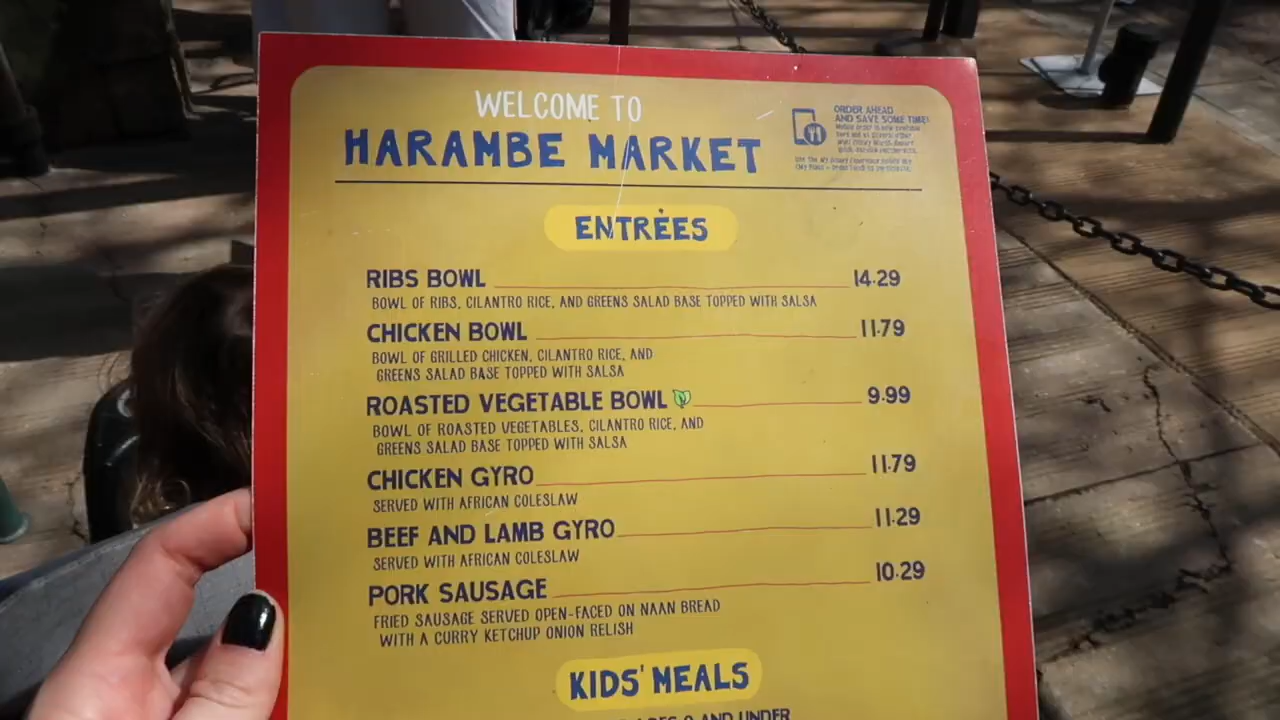 WELCOME TO
HARAMBE MARKET
ORDER AHEAD
AND SAVE SOME TIME!
ENTRÉES
RIBS BOWL 14.29
BOWL OF RIBS, CILANTRO RICE, AND GREENS SALAD BASE TOPPED WITH SALSA
CHICKEN BOWL 11.79
BOWL OF GRILLED CHICKEN, CILANTRO RICE, AND
GREENS SALAD BASE TOPPED WITH SALSA
ROASTED VEGETABLE BOWL 9.99
BOWL OF ROASTED VEGETABLES, CILANTRO RICE, AND
GREENS SALAD BASE TOPPED WITH SALSA
CHICKEN GYRO 11.79
SERVED WITH AFRICAN COLESLAW
BEEF AND LAMB GYRO 11.29
SERVED WITH AFRICAN COLESLAW
PORK SAUSAGE 10.29
FRIED SAUSAGE SERVED OPEN-FACED ON NAAN BREAD
WITH A CURRY KETCHUP ONION RELISH
KIDS' MEALS
AGES 9 AND UNDER